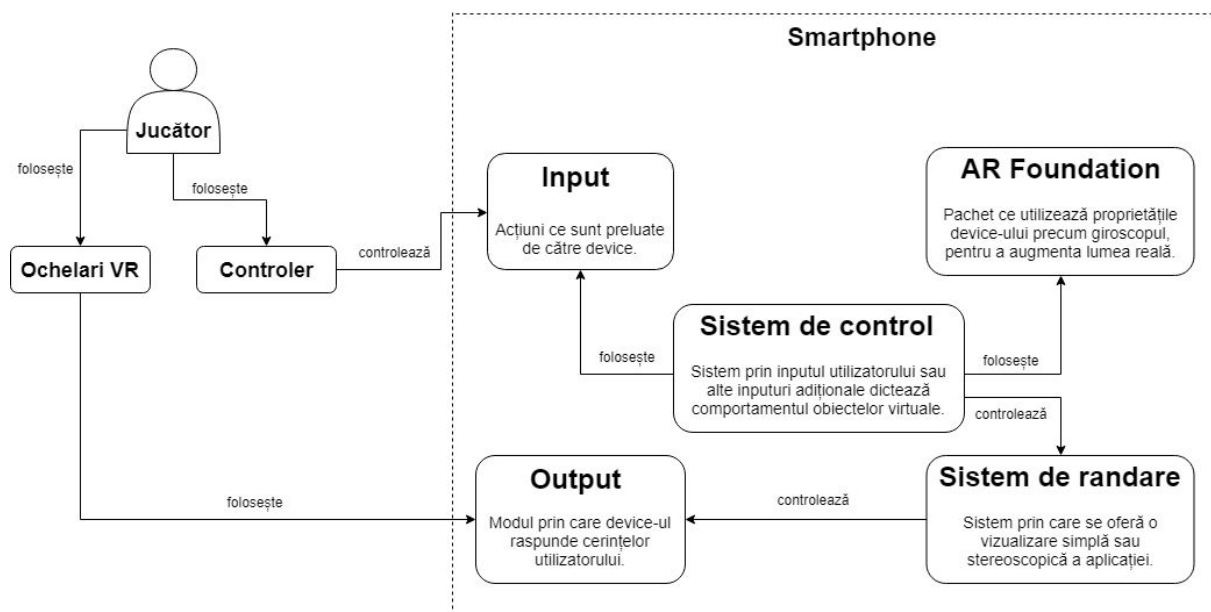 Smartphone
Jucător
folosește
folosește
Ochelari VR
Controler
controlează
Input
Acțiuni ce sunt preluate
de către device.
AR Foundation
Pachet ce utilizează proprietățile
device-ului precum giroscopul,
pentru a augmenta lumea reală.
Sistem de control
Sistem prin inputul utilizatorului sau
alte inputuri adiționale dictează
comportamentul obiectelor virtuale.
folosește
folosește
controlează
Output
Modul prin care device-ul
raspunde cerințelor
utilizatorului.
folosește
controlează
Sistem de randare
Sistem prin care se oferă o
vizualizare simplă sau
stereoscopică a aplicației.